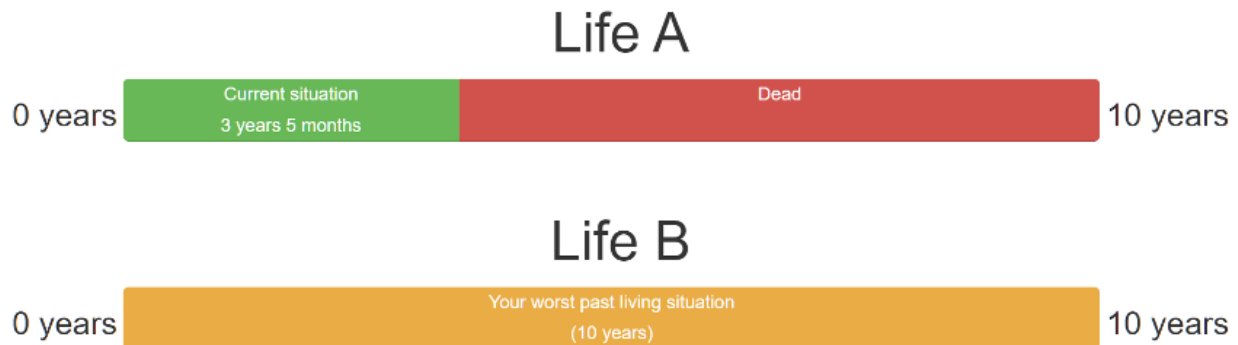 Life A
0 years
Current situation
3 years 5 months
Dead
10 years
Life B
0 years
Your worst past living situation
(10 years)
10 years